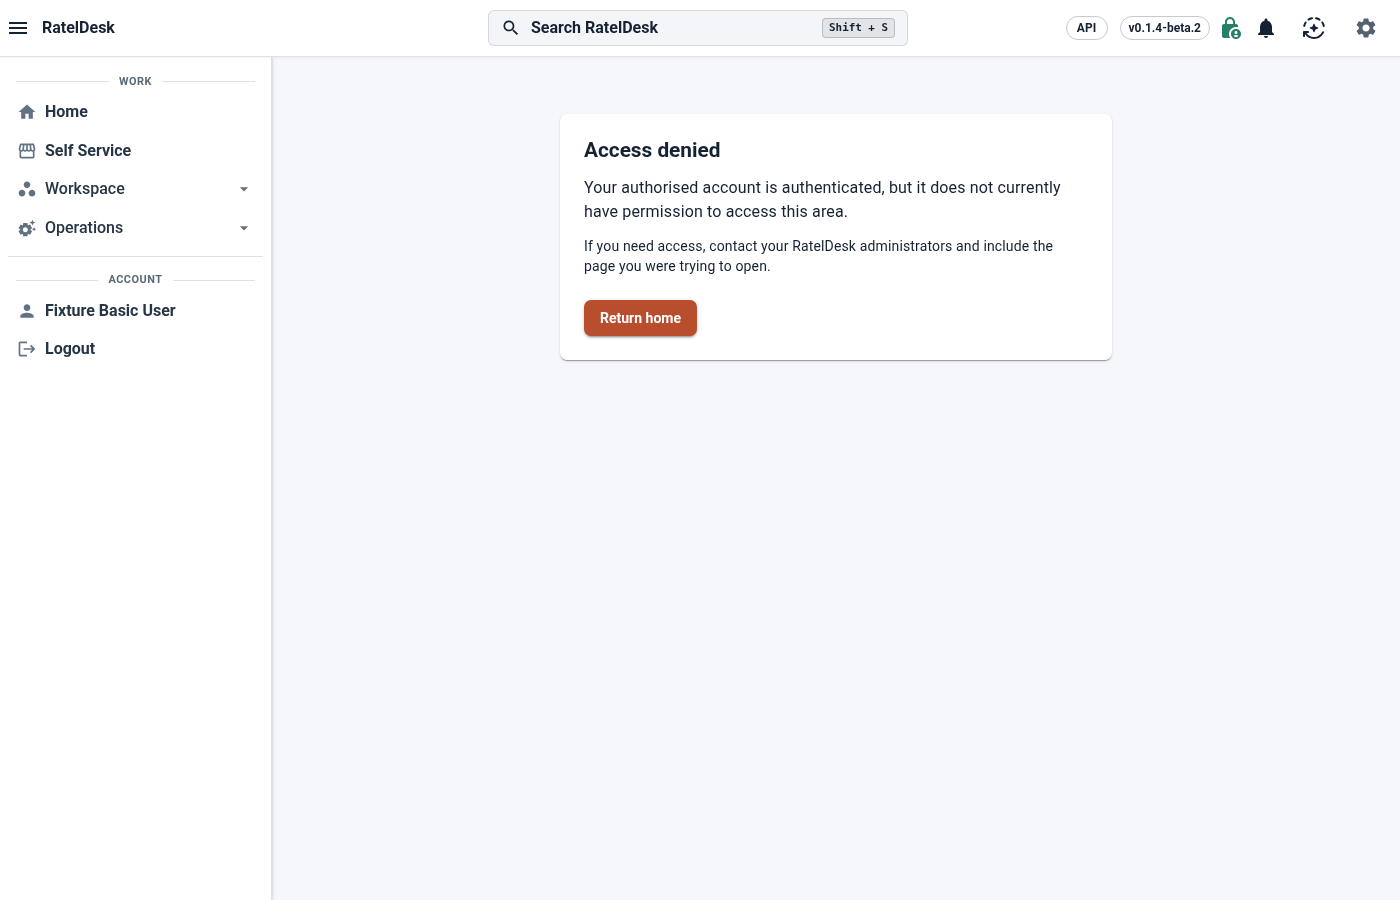 RatelDesk
Search RatelDesk
Shift + S
API
v0.1.4-beta.2
WORK
Home
Self Service
Workspace
Operations
ACCOUNT
Fixture Basic User
Logout
Access denied
Your authorised account is authenticated, but it does not currently
have permission to access this area.
If you need access, contact your RatelDesk administrators and include the
page you were trying to open.
Return home